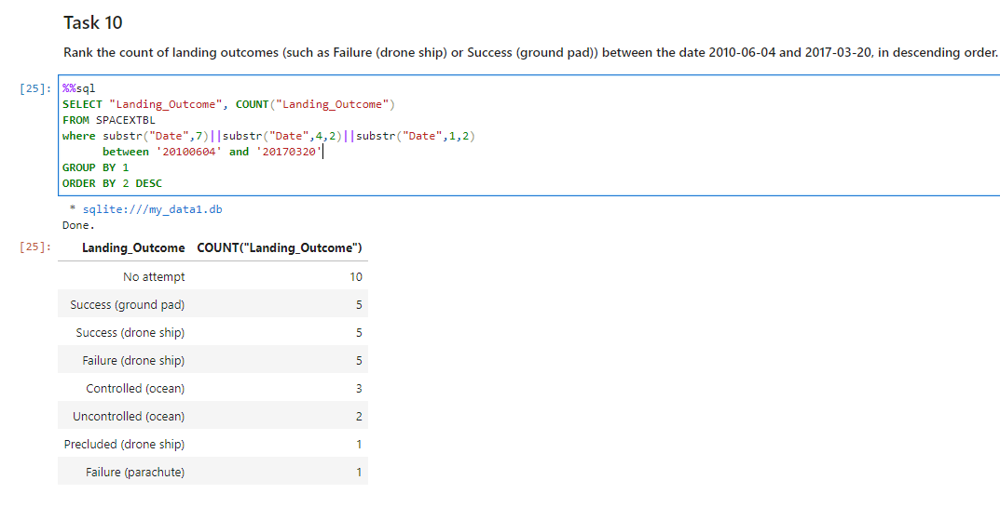 Task 10
Rank the count of landing outcomes (such as Failure (drone ship) or Success (ground pad)) between the date 2010-06-04 and 2017-03-20, in descending order.
[25]: %%sql
SELECT "Landing_Outcome", COUNT("Landing_Outcome")
FROM SPACEXTBL
where substr("Date",7)||substr("Date",4,2)||substr("Date",1,2)
between '20100604' and '20170320'
GROUP BY 1
ORDER BY 2 DESC
* sqlite:///my_data1.db
Done.
[25]: Landing_Outcome COUNT("Landing_Outcome")
No attempt 10
Success (ground pad) 5
Success (drone ship) 5
Failure (drone ship) 5
Controlled (ocean) 3
Uncontrolled (ocean) 2
Precluded (drone ship) 1
Failure (parachute) 1